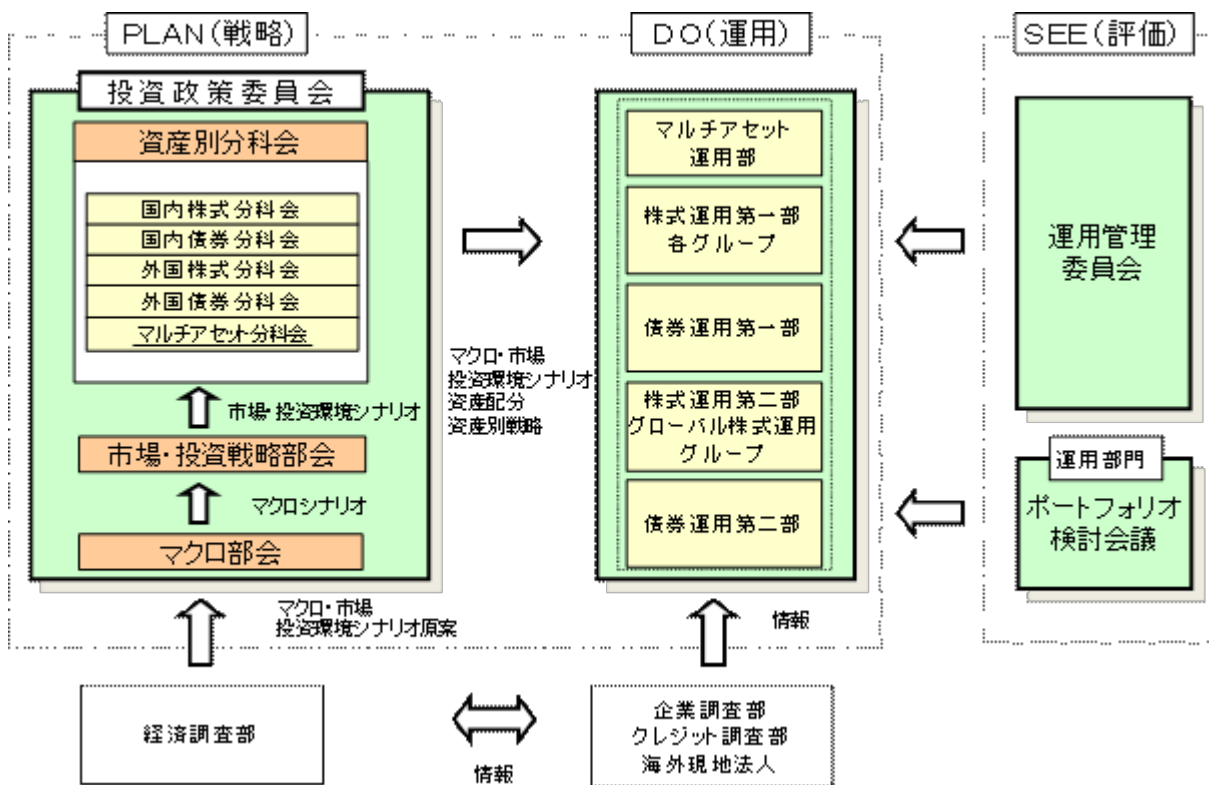 PLAN(戦略)
投資政策委員会
資産別分科会
国内株式分科会
国内債券分科会
外国株式分科会
外国債券分科会
マルチアセット分科会
市場・投資環境シナリオ
市場・投資戦略部会
マクロシナリオ
マクロ部会
マクロ・市場
投資環境シナリオ
資産配分
資産別戦略
DO(運用)
マルチアセット
運用部
株式運用第一部
各グループ
債券運用第一部
株式運用第二部
グローバル株式運用
グループ
債券運用第二部
SEE(評価)
運用管理
委員会
運用部門
ポートフォリオ
検討会議
マクロ・市場
投資環境シナリオ原案
情報
経済調査部
情報
企業調査部
クレジット調査部
海外現地法人